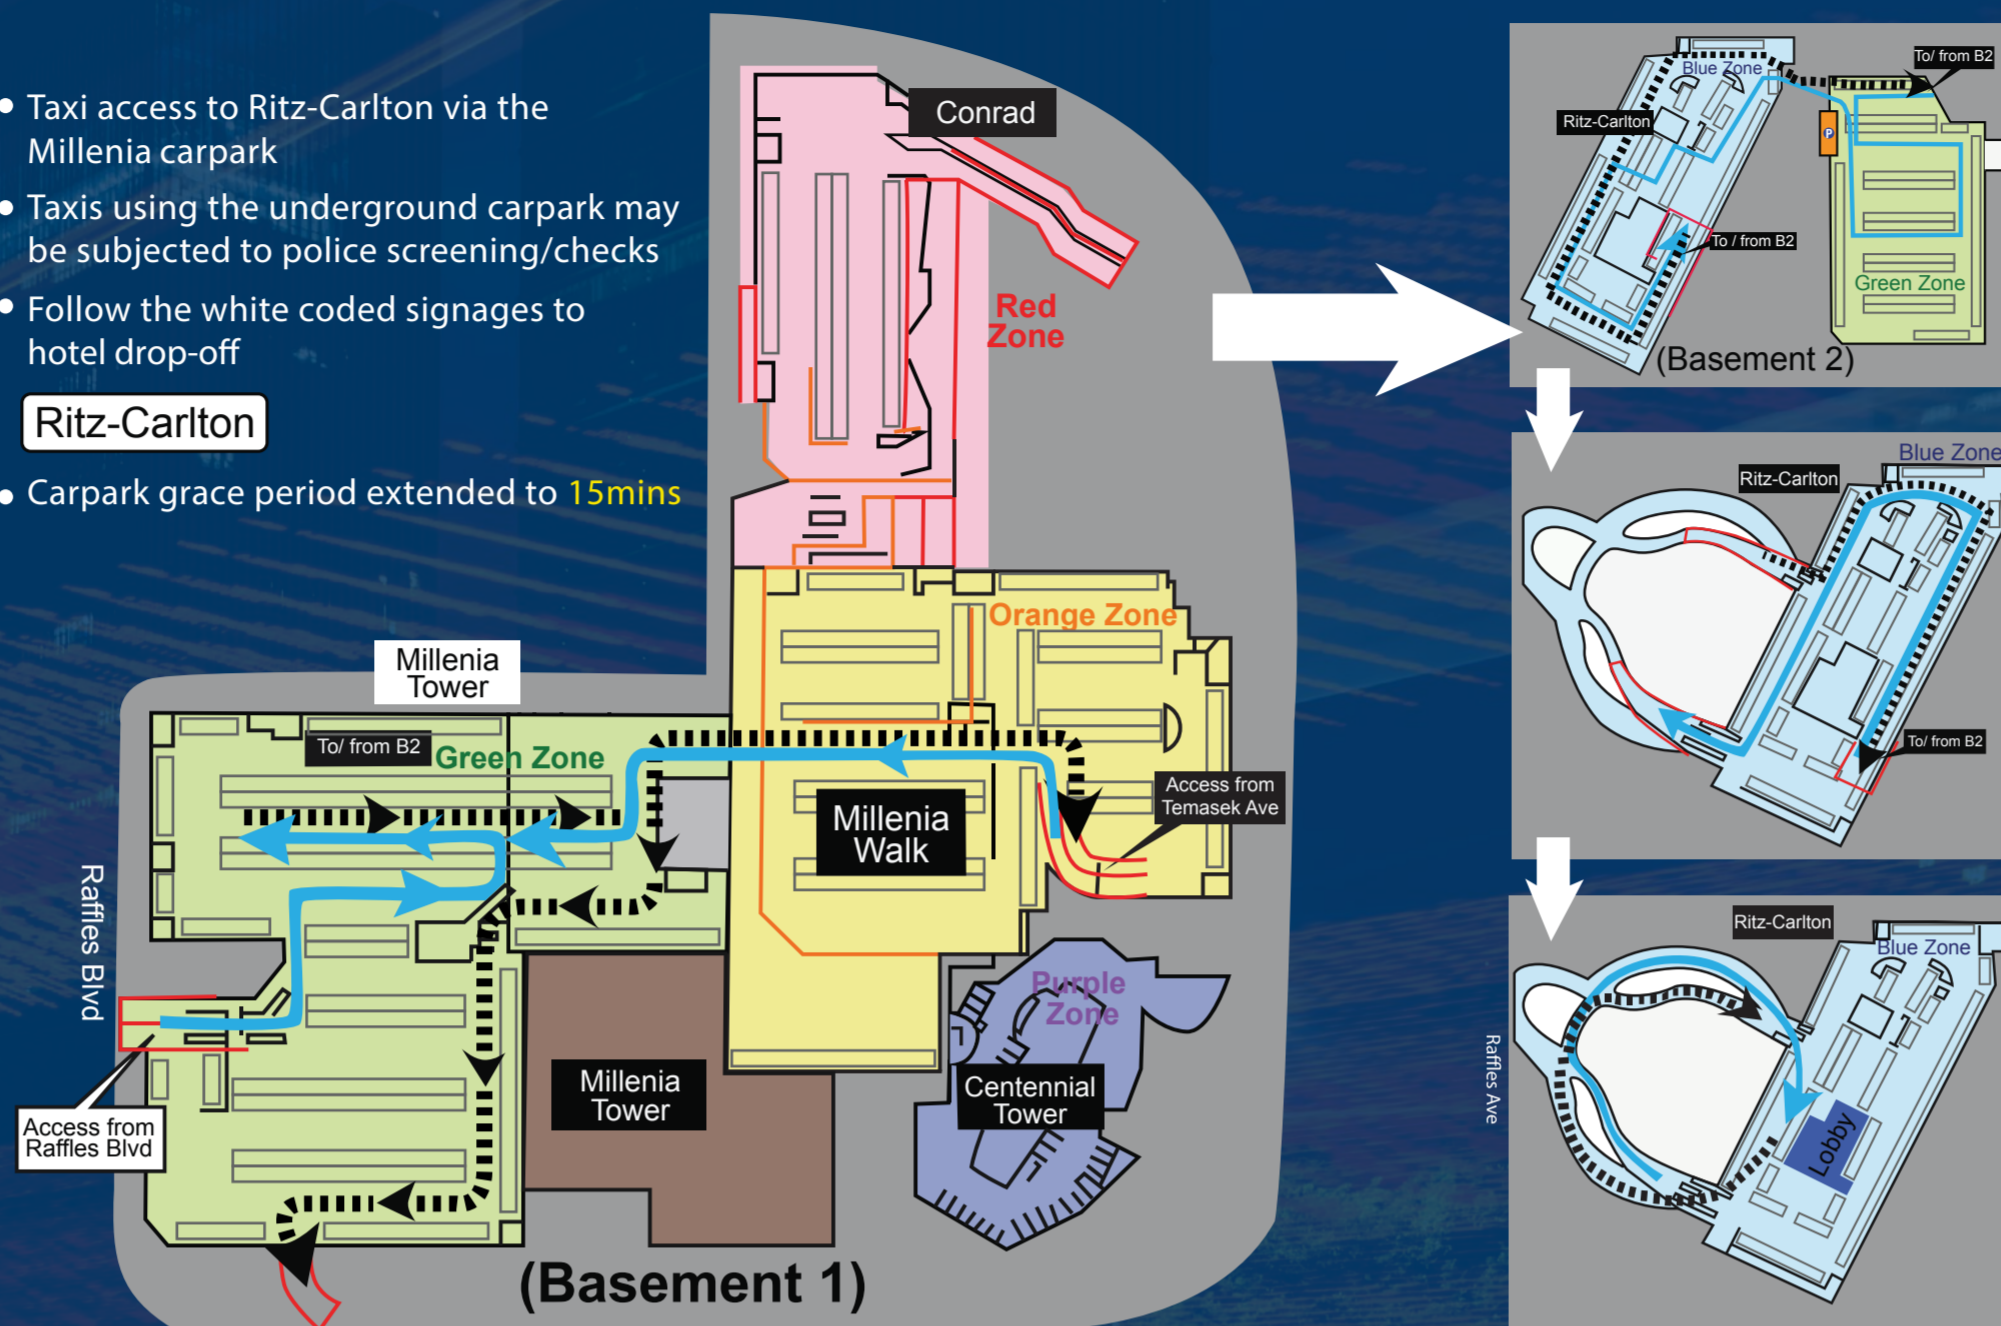 • Taxi access to Ritz-Carlton via the
Millenia carpark
• Taxis using the underground carpark may
be subjected to police screening/checks
• Follow the white coded signages to
hotel drop-off
Ritz-Carlton
• Carpark grace period extended to 15mins
Conrad
Red
Zone
Orange Zone
Millenia
Tower
To/ from B2
Green Zone
Millenia
Walk
Access from
Temasek Ave
Raffles Blvd
Access from
Raffles Blvd
Millenia
Tower
Purple
Zone
Centennial
Tower
(Basement 1)
Blue Zone
To/ from B2
Ritz-Carlton
P
To / from B2
Green Zone
(Basement 2)
Blue Zone
Ritz-Carlton
To/ from B2
Ritz-Carlton
Blue Zone
Raffles Ave
Lobby